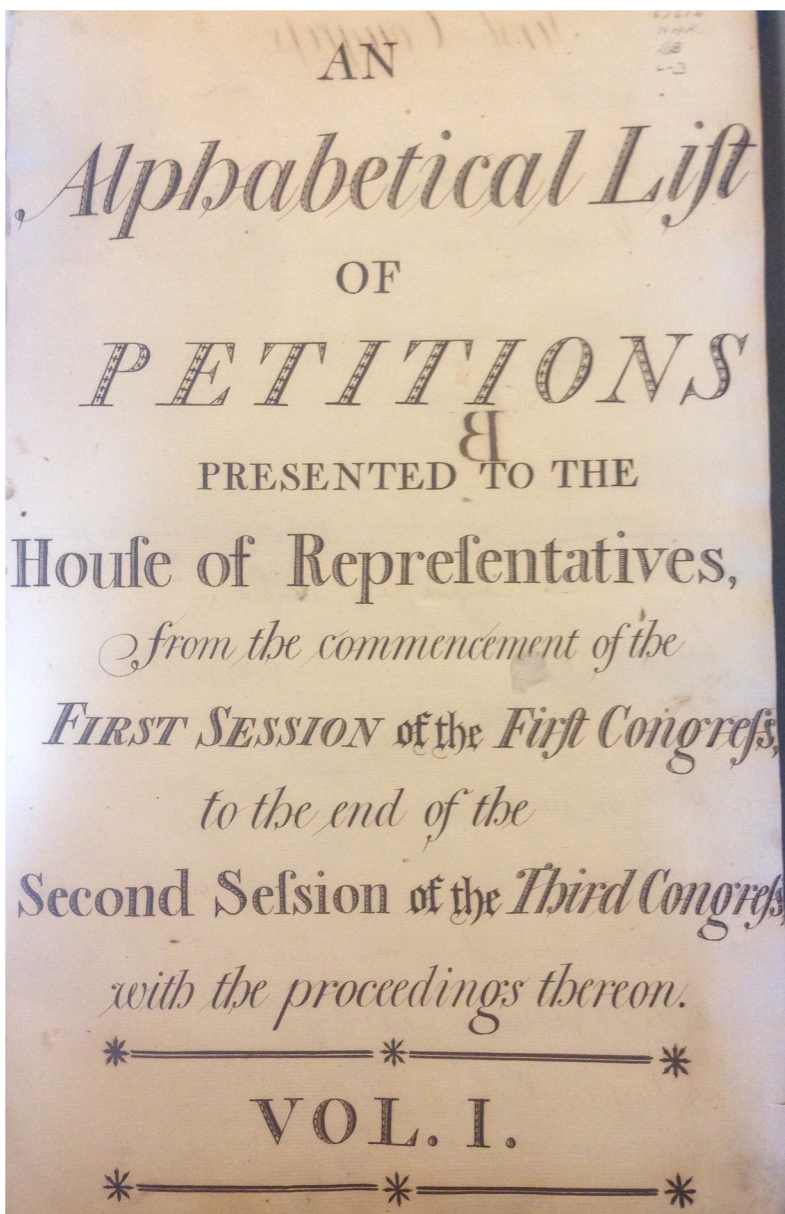 AN
Alphabetical Liſt
OF
PETITIONS
B
PRESENTED TO THE
Houſe of Repreſentatives,
from the commencement of the
FIRST SESSION of the Firſt Congreſs,
to the end of the
Second Seſsion of the Third Congreſs,
with the proceedings thereon.
VOL. I.